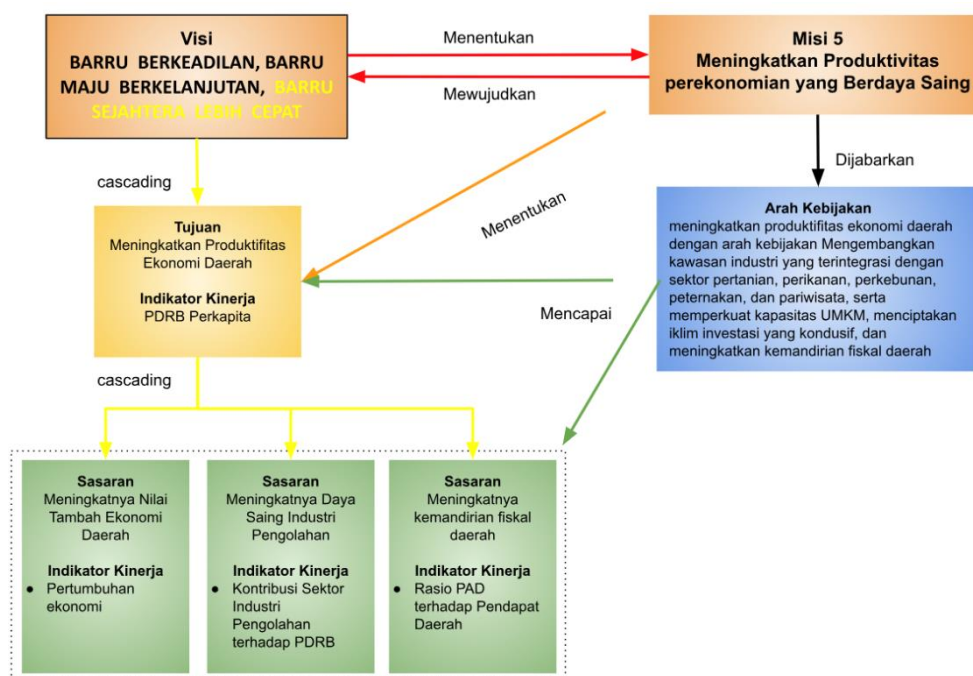 Visi
BARRU BERKEADILAN, BARRU
MAJU BERKELANJUTAN, BARRU
SEJAHTERA LEBIH CEPAT
Menentukan
Mewujudkan
Misi 5
Meningkatkan Produktivitas
perekonomian yang Berdaya Saing
cascading
Menentukan
Dijabarkan
Tujuan
Meningkatkan Produktifitas
Ekonomi Daerah
Indikator Kinerja
PDRB Perkapita
Arah Kebijakan
meningkatkan produktifitas ekonomi daerah
dengan arah kebijakan Mengembangkan
kawasan industri yang terintegrasi dengan
sektor pertanian, perikanan, perkebunan,
peternakan, dan pariwisata, serta
memperkuat kapasitas UMKM, menciptakan
iklim investasi yang kondusif, dan
meningkatkan kemandirian fiskal daerah
Mencapai
cascading
Sasaran
Meningkatnya Nilai
Tambah Ekonomi
Daerah
Indikator Kinerja
● Pertumbuhan
ekonomi
Sasaran
Meningkatnya Daya
Saing Industri
Pengolahan
Indikator Kinerja
● Kontribusi Sektor
Industri
Pengolahan
terhadap PDRB
Sasaran
Meningkatnya
kemandirian fiskal
daerah
Indikator Kinerja
● Rasio PAD
terhadap Pendapat
Daerah